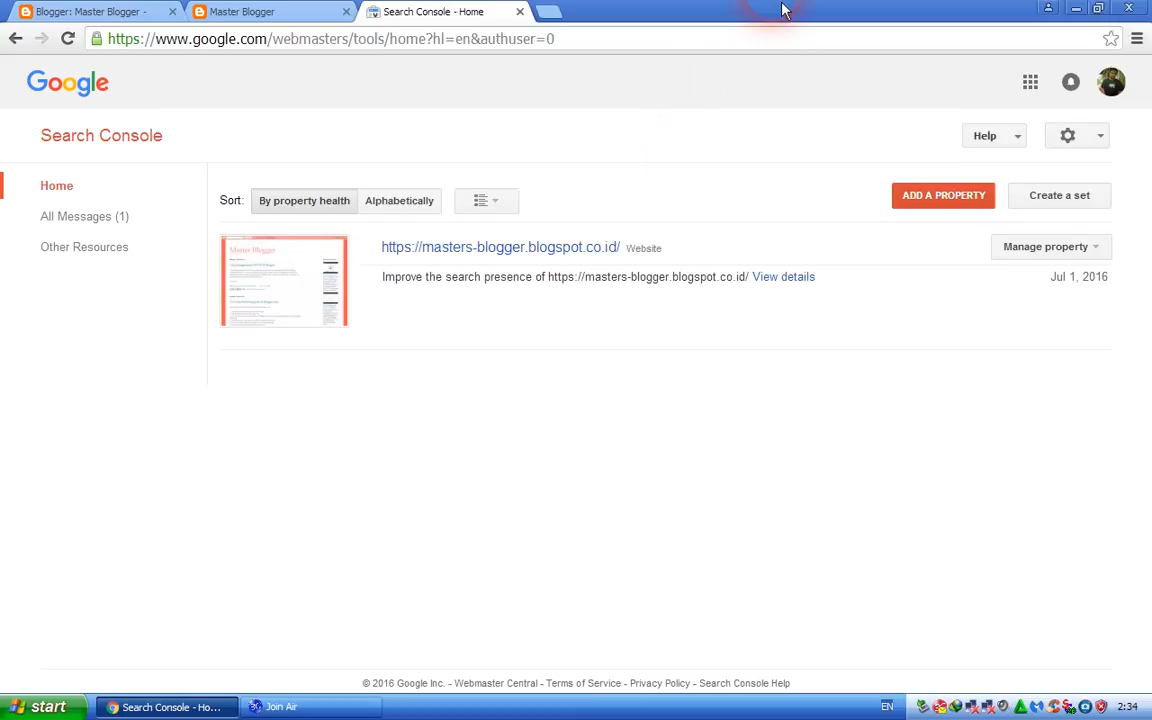 Blogger: Master Blogger -
Master Blogger
Search Console - Home
https://www.google.com/webmasters/tools/home?hl=en&authuser=0
Google
Search Console
Help
Home
All Messages (1)
Other Resources
Sort:
By property health
Alphabetically
ADD A PROPERTY
Create a set
Master Blogger
https://masters-blogger.blogspot.co.id/ Website
Manage property
Improve the search presence of https://masters-blogger.blogspot.co.id/ View details
Jul 1, 2016
© 2016 Google Inc. - Webmaster Central - Terms of Service - Privacy Policy - Search Console Help
start
Search Console - Ho...
Join Air
EN
2:34